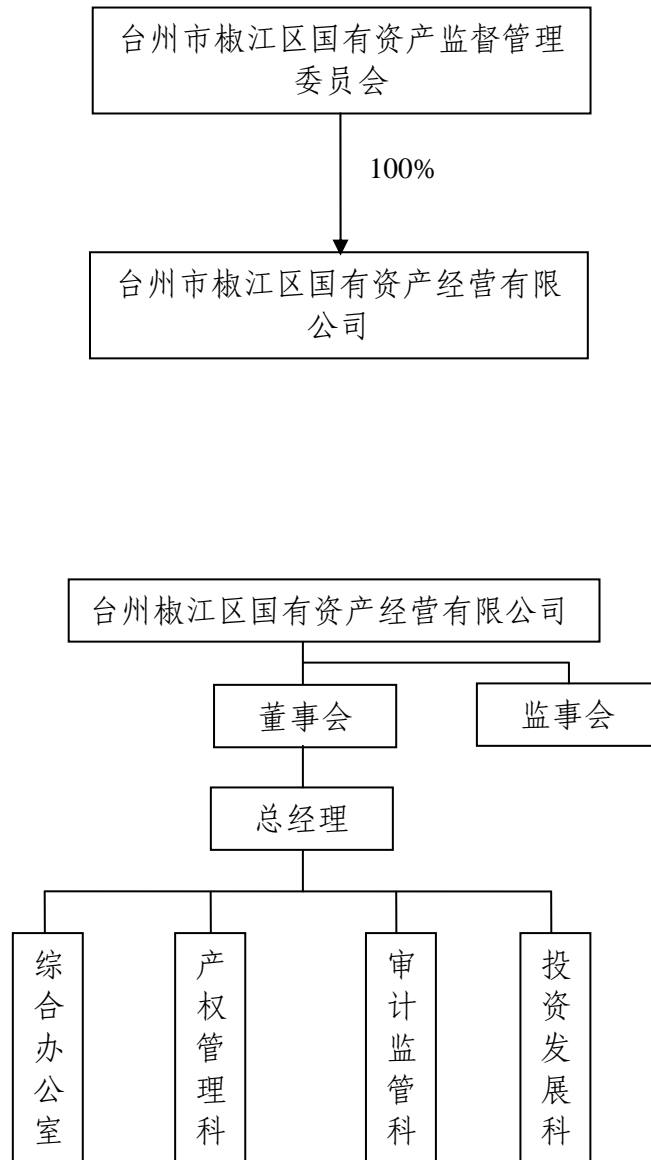 台州市椒江区国有资产监督管理
委员会
100%
台州市椒江区国有资产经营有限
公司
台州椒江区国有资产经营有限公司
董事会
监事会
总经理
综合办公室
产权管理科
审计监管科
投资发展科